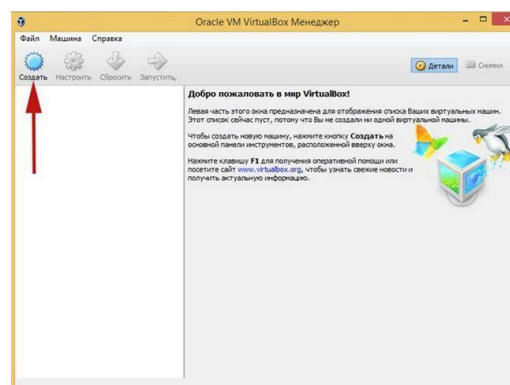 Oracle VM VirtualBox Менеджер
Файл Машина Справка
Создать Настроить Сбросить Запустить,
Детали Снимки
Добро пожаловать в мир VirtualBox!
Левая часть этого окна предназначена для отображения списка Ваших виртуальных машин.
Этот список сейчас пуст, потому что Вы не создали ни одной виртуальной машины.
Чтобы создать новую машину, нажмите кнопку Создать на
основной панели инструментов, расположенной вверху окна.
Нажмите клавишу F1 для получения оперативной помощи или
посетите сайт www.virtualbox.org, чтобы узнать свежие новости и
получить актуальную информацию.